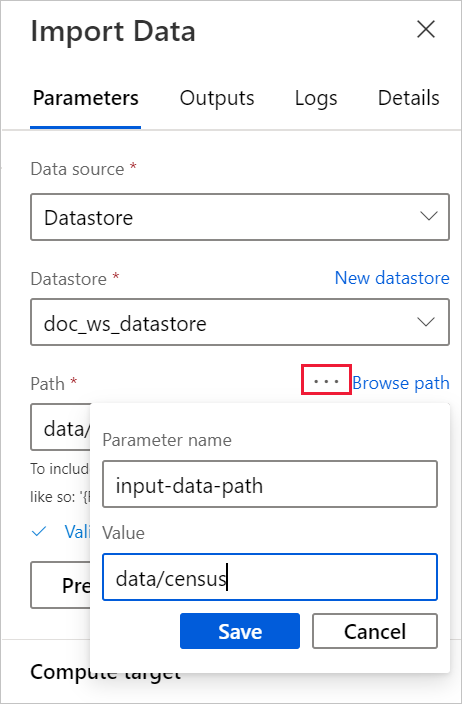 Import Data
Parameters Outputs Logs Details
Data source *
Datastore
Datastore * New datastore
doc_ws_datastore
Path * ... Browse path
data/
Parameter name
To includ
input-data-path
like so: '{
Value
Vali
data/census
Pre
Save Cancel
Compute target